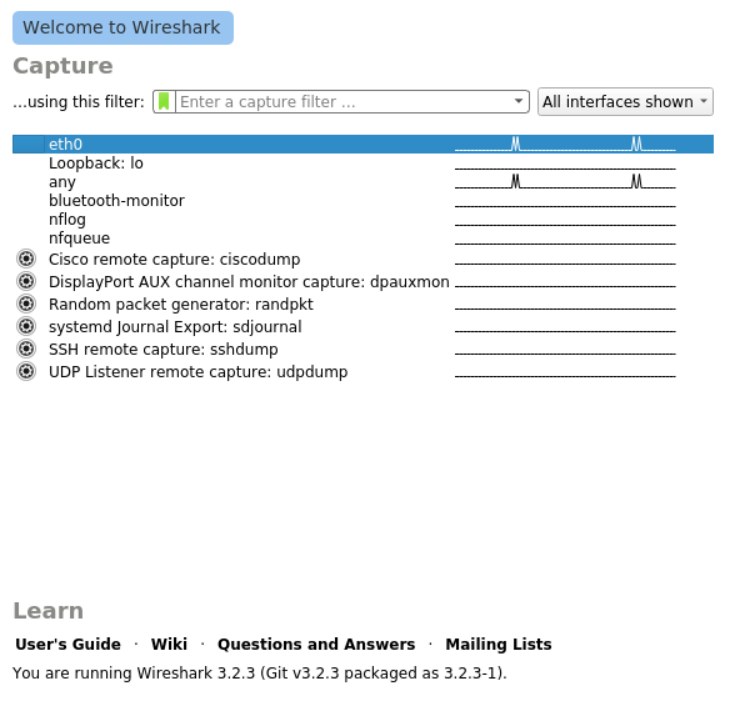 Welcome to Wireshark
Capture
...using this filter: Enter a capture filter ... All interfaces shown
eth0
Loopback: lo
any
bluetooth-monitor
nflog
nfqueue
Cisco remote capture: ciscodump
DisplayPort AUX channel monitor capture: dpauxmon
Random packet generator: randpkt
systemd Journal Export: sdjournal
SSH remote capture: sshdump
UDP Listener remote capture: udpdump
Learn
User's Guide · Wiki · Questions and Answers · Mailing Lists
You are running Wireshark 3.2.3 (Git v3.2.3 packaged as 3.2.3-1).